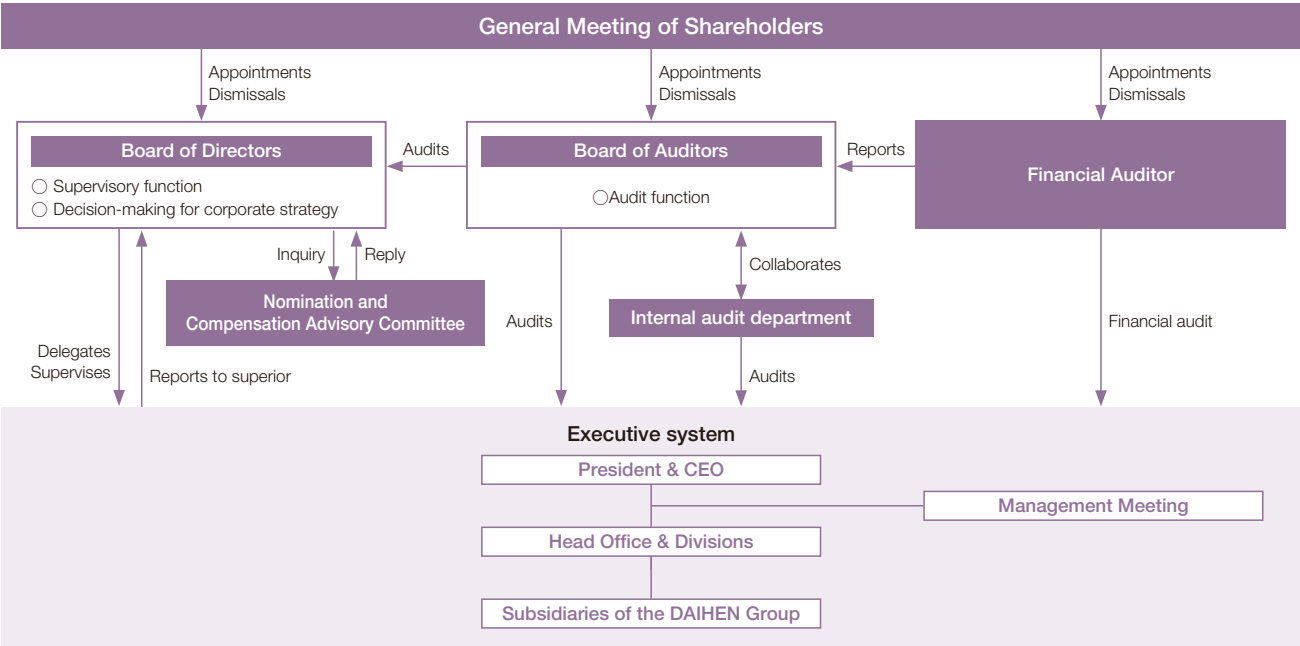 General Meeting of Shareholders
Appointments
Dismissals
Appointments
Dismissals
Appointments
Dismissals
Board of Directors
○ Supervisory function
○ Decision-making for corporate strategy
Audits
Board of Auditors
○Audit function
Reports
Financial Auditor
Inquiry
Reply
Nomination and
Compensation Advisory Committee
Collaborates
Internal audit department
Delegates
Supervises
Reports to superior
Audits
Audits
Financial audit
Executive system
President & CEO
Management Meeting
Head Office & Divisions
Subsidiaries of the DAIHEN Group